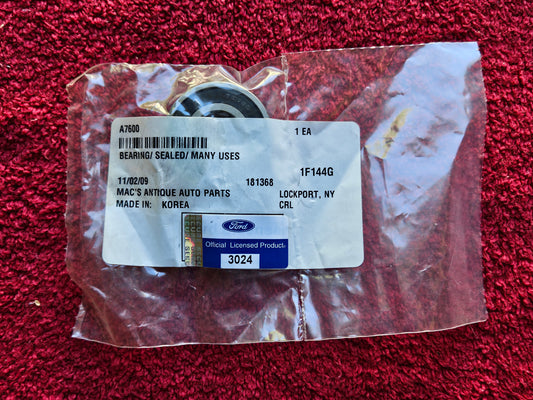 A7600 1 EA
BEARING/ SEALED/ MANY USES
1F144G
11/02/09 181368
MAC'S ANTIQUE AUTO PARTS LOCKPORT, NY
MADE IN: KOREA CRL
Ford
Official Licensed Product
3024